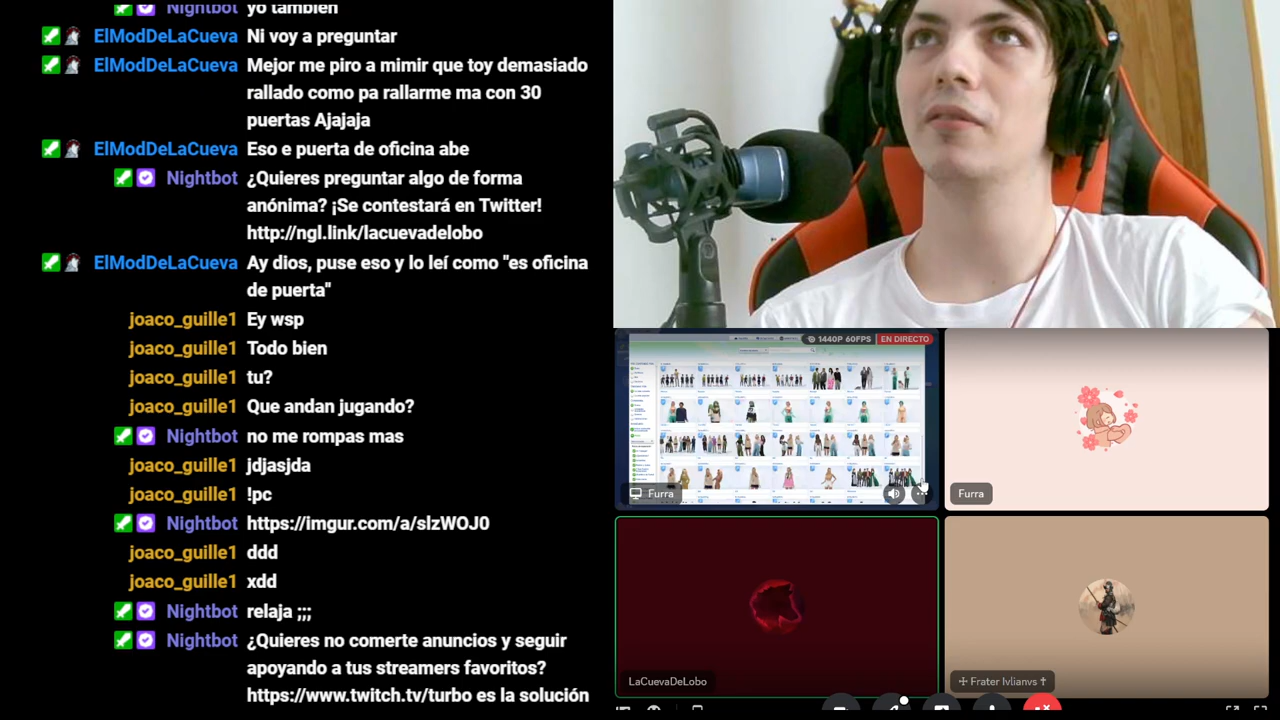 Nightbot yo también
ElModDeLaCueva Ni voy a preguntar
ElModDeLaCueva Mejor me piro a mimir que toy demasiado
rallado como pa rallarme ma con 30
puertas Ajajaja
ElModDeLaCueva Eso e puerta de oficina abe
Nightbot ¿Quieres preguntar algo de forma
anónima? ¡Se contestará en Twitter!
http://ngl.link/lacuevadelobo
ElModDeLaCueva Ay dios, puse eso y lo leí como "es oficina
de puerta"
joaco_guille1 Ey wsp
joaco_guille1 Todo bien
joaco_guille1 tu?
joaco_guille1 Que andan jugando?
Nightbot no me rompas mas
joaco_guille1 jdjasjda
joaco_guille1 !pc
Nightbot https://imgur.com/a/slzWOJ0
joaco_guille1 ddd
joaco_guille1 xdd
Nightbot relaja ;;;
Nightbot ¿Quieres no comerte anuncios y seguir
apoyando a tus streamers favoritos?
https://www.twitch.tv/turbo es la solución
1440P 60FPS EN DIRECTO
Furra
Furra
LaCuevaDeLobo
Frater Ivlianvs